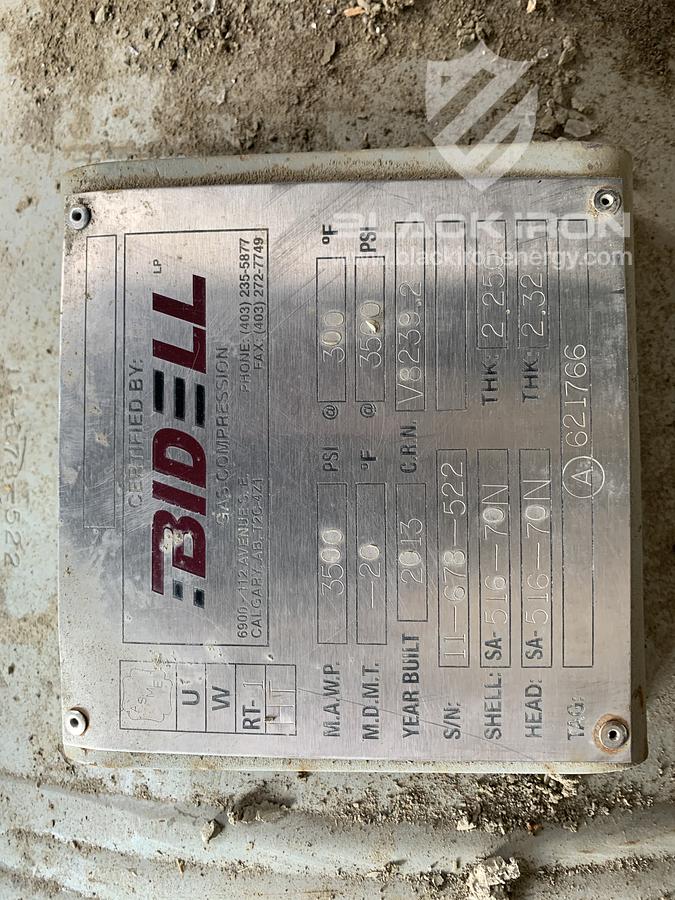 CERTIFIED BY:
BIDELL LP
GAS COMPRESSION
6900 - 112 AVENUE S. E. PHONE. (403) 235-5877
CALGARY, AB. T2C-4Z1 FAX. (403) 272-7749
U
W
RT- 1
HT
M.A.W.P. 3500 PSI @ 300 °F
M.D.M.T. -20 °F @ 3500 PSI
YEAR BUILT 2013 C.R.N. V8239.2
S/N: 11-678-522
SHELL: SA- 516-70N THK: 2.25
HEAD: SA- 516-70N THK: 2.32
TAG: A 621766
BLACK IRON
www.blackironenergy.com